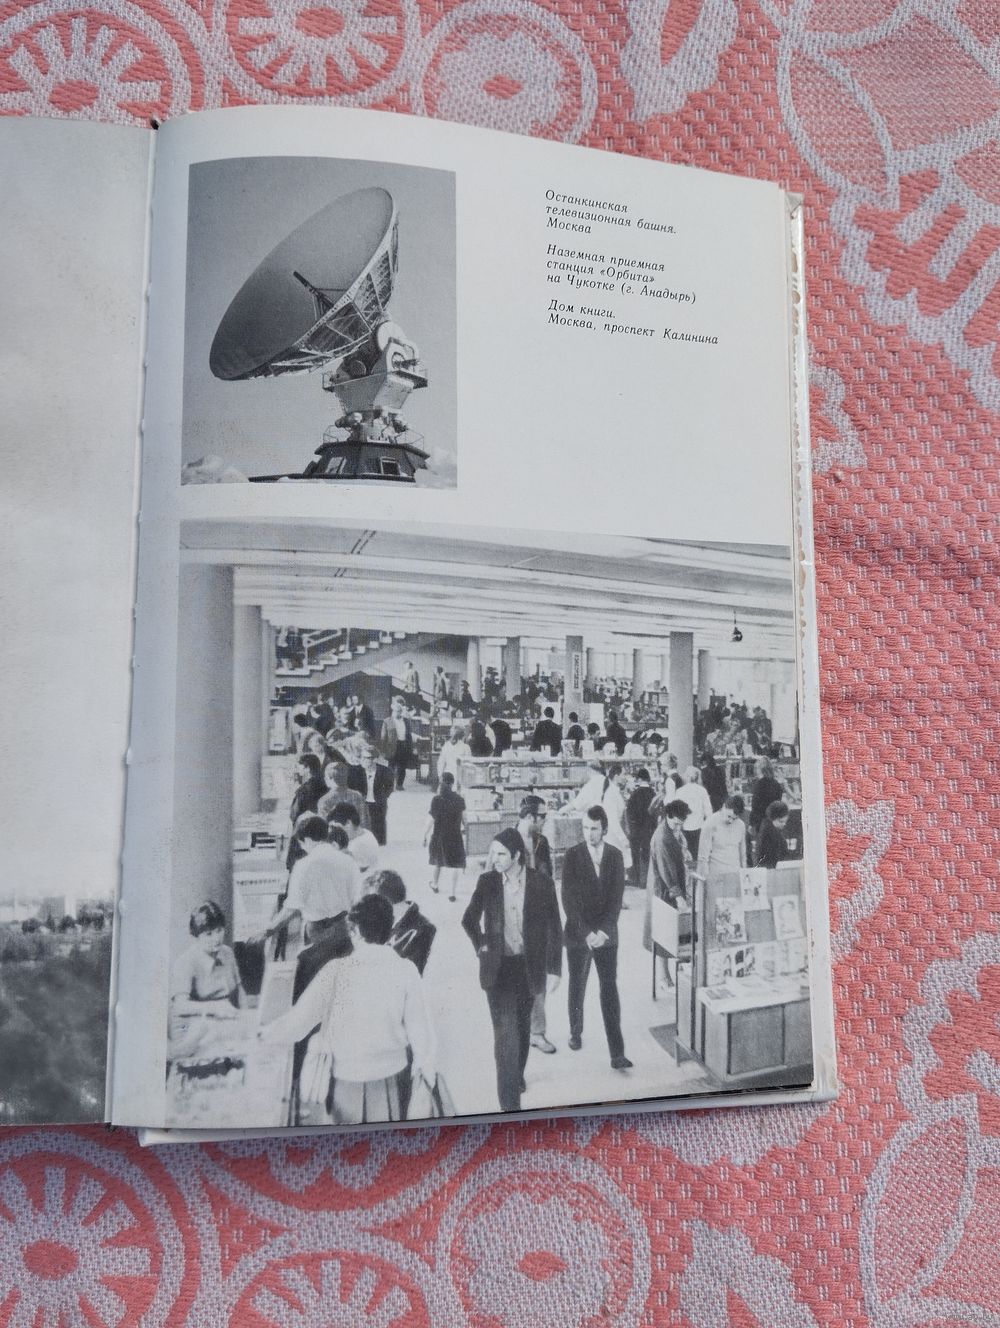 Останкинская
телевизионная башня.
Москва
Наземная приемная
станция «Орбита»
на Чукотке (г. Анадырь)
Дом книги.
Москва, проспект Калинина